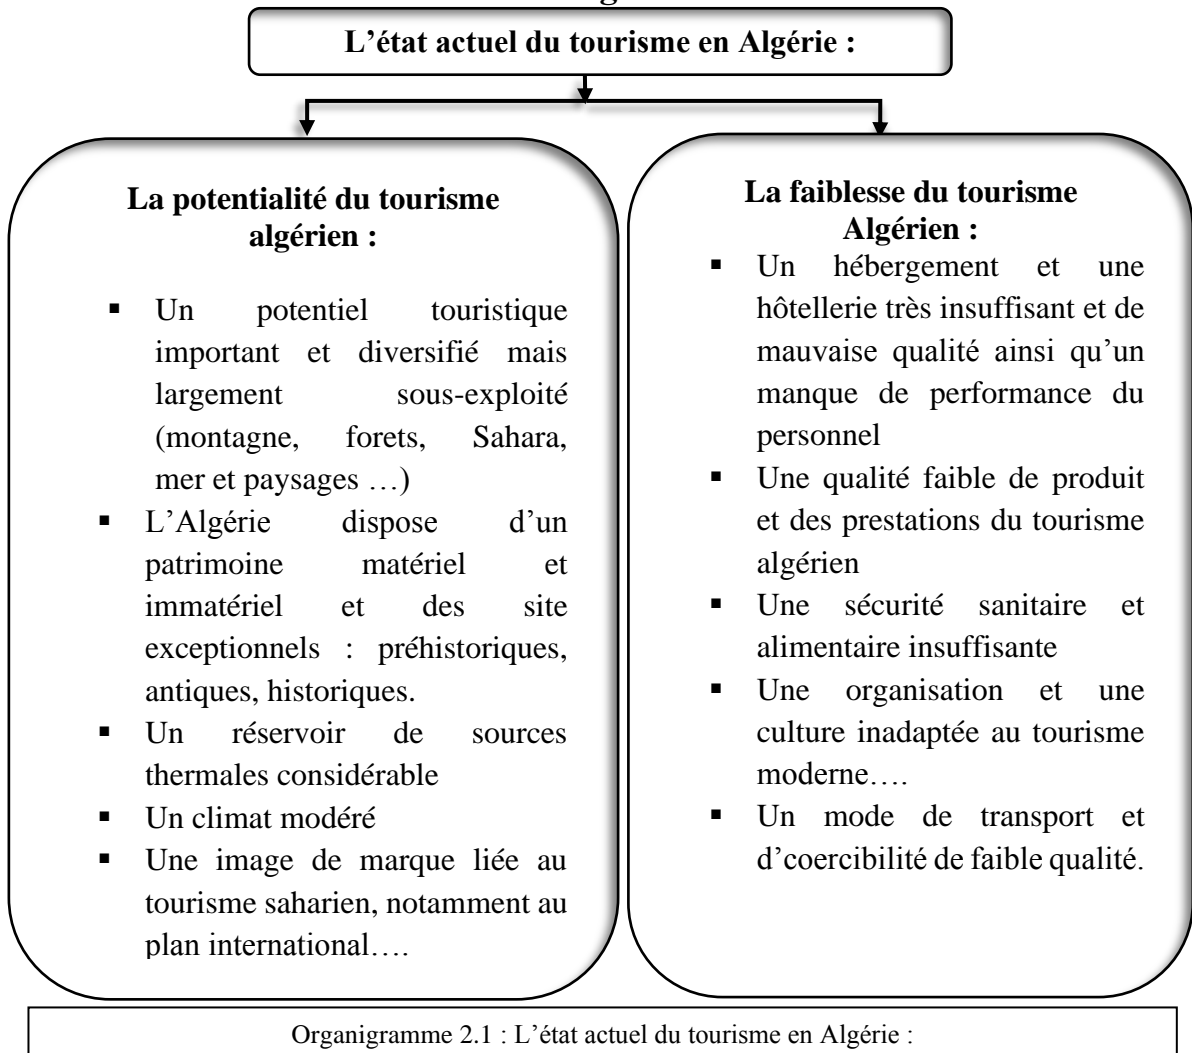 L’état actuel du tourisme en Algérie :
La potentialité du tourisme
algérien :
▪ Un potentiel touristique
important et diversifié mais
largement sous-exploité
(montagne, forets, Sahara,
mer et paysages …)
▪ L’Algérie dispose d’un
patrimoine matériel et
immatériel et des site
exceptionnels : préhistoriques,
antiques, historiques.
▪ Un réservoir de sources
thermales considérable
▪ Un climat modéré
▪ Une image de marque liée au
tourisme saharien, notamment au
plan international….
La faiblesse du tourisme
Algérien :
▪ Un hébergement et une
hôtellerie très insuffisant et de
mauvaise qualité ainsi qu’un
manque de performance du
personnel
▪ Une qualité faible de produit
et des prestations du tourisme
algérien
▪ Une sécurité sanitaire et
alimentaire insuffisante
▪ Une organisation et une
culture inadaptée au tourisme
moderne….
▪ Un mode de transport et
d’coercibilité de faible qualité.
Organigramme 2.1 : L’état actuel du tourisme en Algérie :